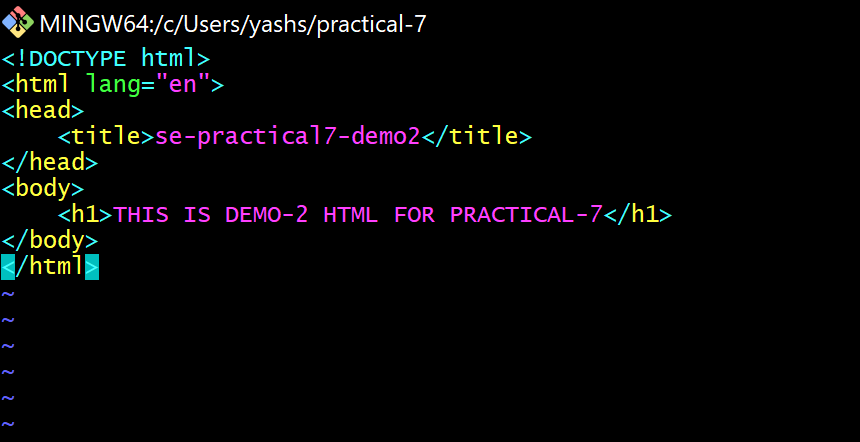 MINGW64:/c/Users/yashs/practical-7
<!DOCTYPE html>
<html lang="en">
<head>
    <title>se-practical7-demo2</title>
</head>
<body>
    <h1>THIS IS DEMO-2 HTML FOR PRACTICAL-7</h1>
</body>
</html>
~
~
~
~
~
~